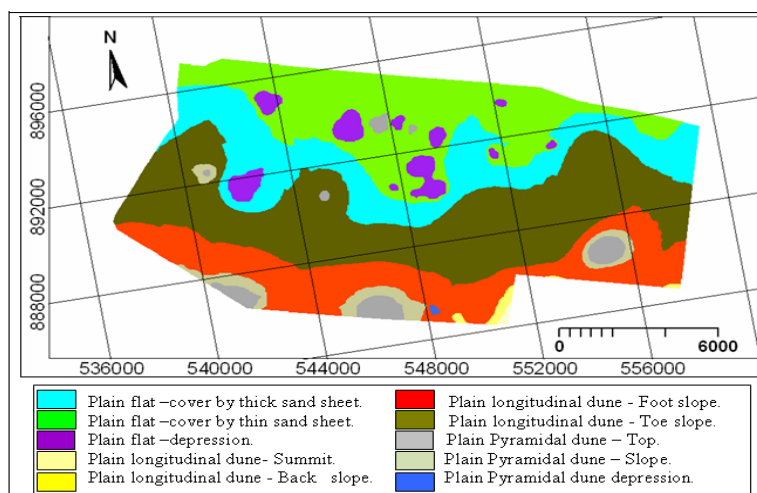 N
896000
892000
888000
536000 540000 544000 548000 552000 556000
6000
Plain flat –cover by thick sand sheet.
Plain flat –cover by thin sand sheet.
Plain flat –depression.
Plain longitudinal dune- Summit.
Plain longitudinal dune - Back slope.
Plain longitudinal dune - Foot slope.
Plain longitudinal dune - Toe slope.
Plain Pyramidal dune – Top.
Plain Pyramidal dune – Slope.
Plain Pyramidal dune depression.